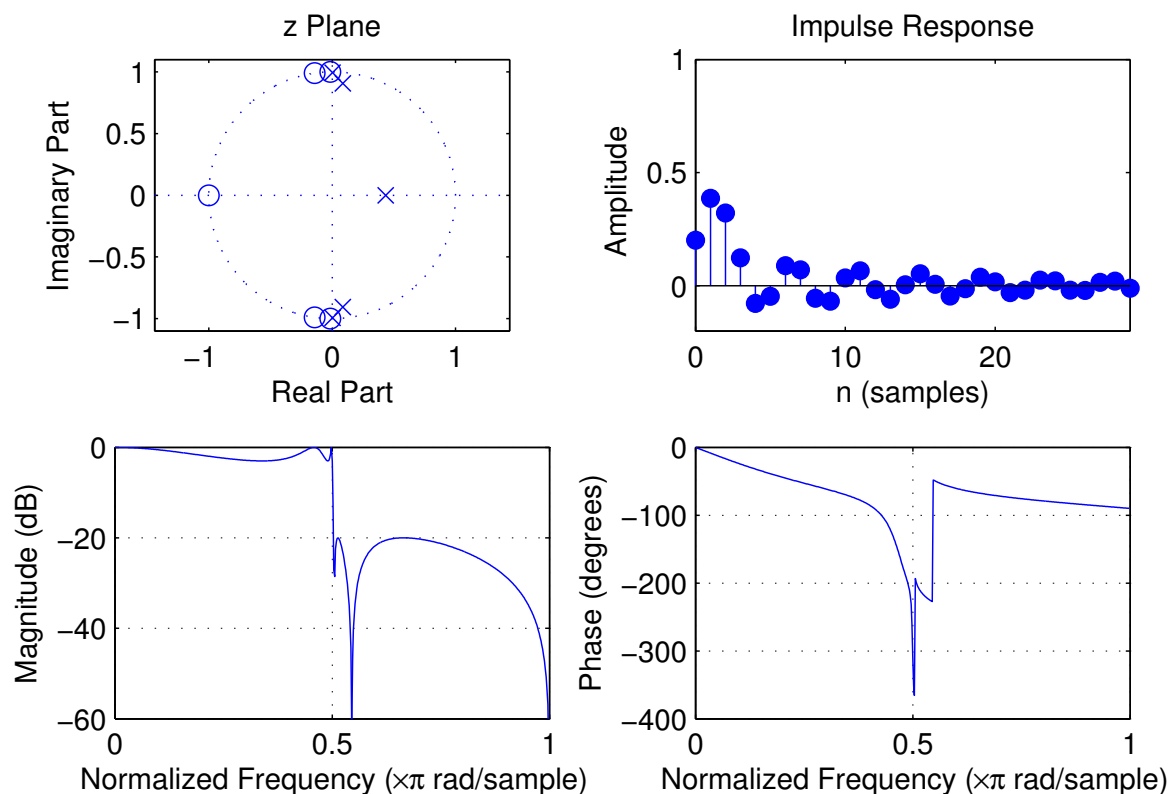 z Plane
1
0.5
0
−0.5
−1
Imaginary Part
−1
0
1
Real Part
Impulse Response
1
0.5
0
Amplitude
0
10
20
n (samples)
0
−20
−40
−60
Magnitude (dB)
0
0.5
1
Normalized Frequency (×π rad/sample)
0
−100
−200
−300
−400
Phase (degrees)
0
0.5
1
Normalized Frequency (×π rad/sample)